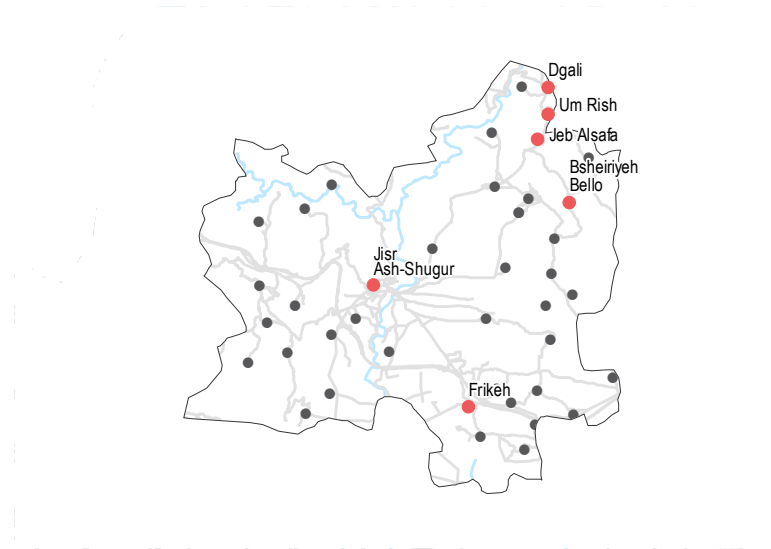 Dgali
Um Rish
Jeb Alsafa
Bsheiriyeh
Bello
Jisr
Ash-Shugur
Frikeh